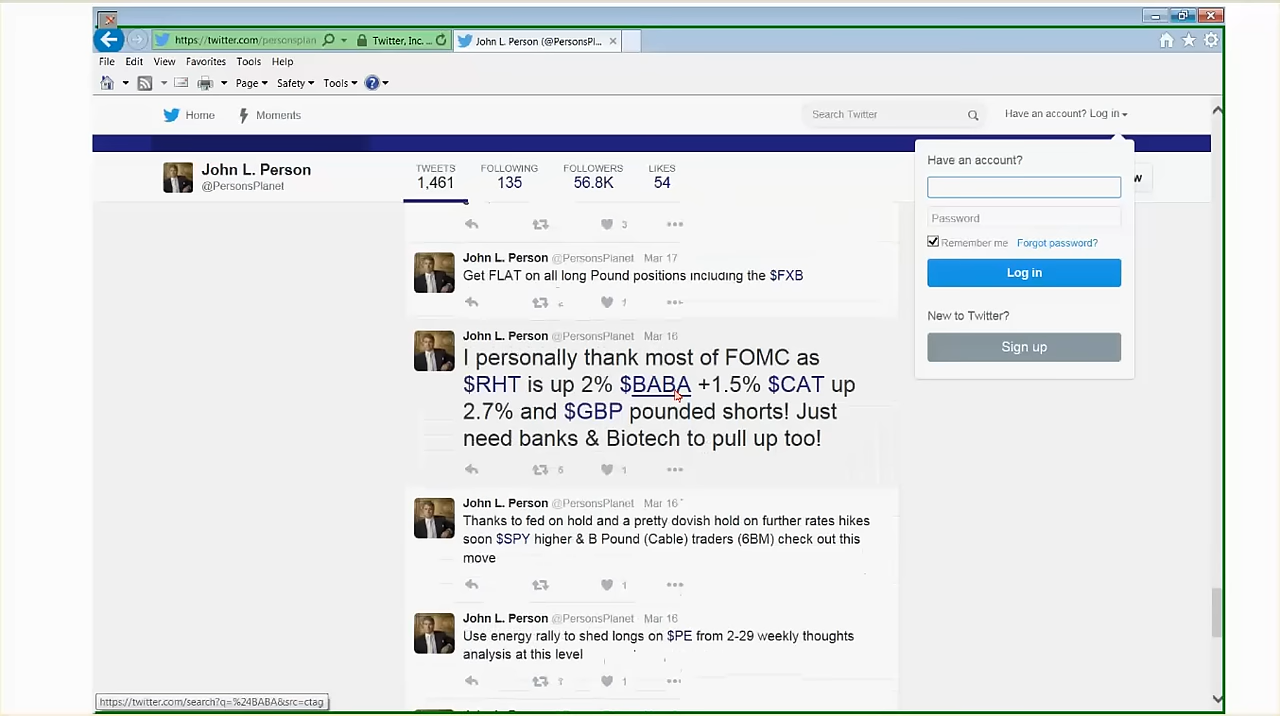 https://twitter.com/personsplan
Twitter, Inc. ...
John L. Person (@PersonsPl...
File Edit View Favorites Tools Help
Page Safety Tools
Home Moments
Search Twitter
Have an account? Log in
John L. Person
@PersonsPlanet
TWEETS FOLLOWING FOLLOWERS LIKES
1,461 135 56.8K 54
Have an account?
Password
Remember me Forgot password?
Log in
New to Twitter?
Sign up
3
John L. Person @PersonsPlanet Mar 17
Get FLAT on all long Pound positions including the $FXB
2 1
John L. Person @PersonsPlanet Mar 16
I personally thank most of FOMC as
$RHT is up 2% $BABA +1.5% $CAT up
2.7% and $GBP pounded shorts! Just
need banks & Biotech to pull up too!
6 1
John L. Person @PersonsPlanet Mar 16
Thanks to fed on hold and a pretty dovish hold on further rates hikes
soon $SPY higher & B Pound (Cable) traders (6BM) check out this
move
1
John L. Person @PersonsPlanet Mar 16
Use energy rally to shed longs on $PE from 2-29 weekly thoughts
analysis at this level
1
https://twitter.com/search?q=%24BABA&src=ctag